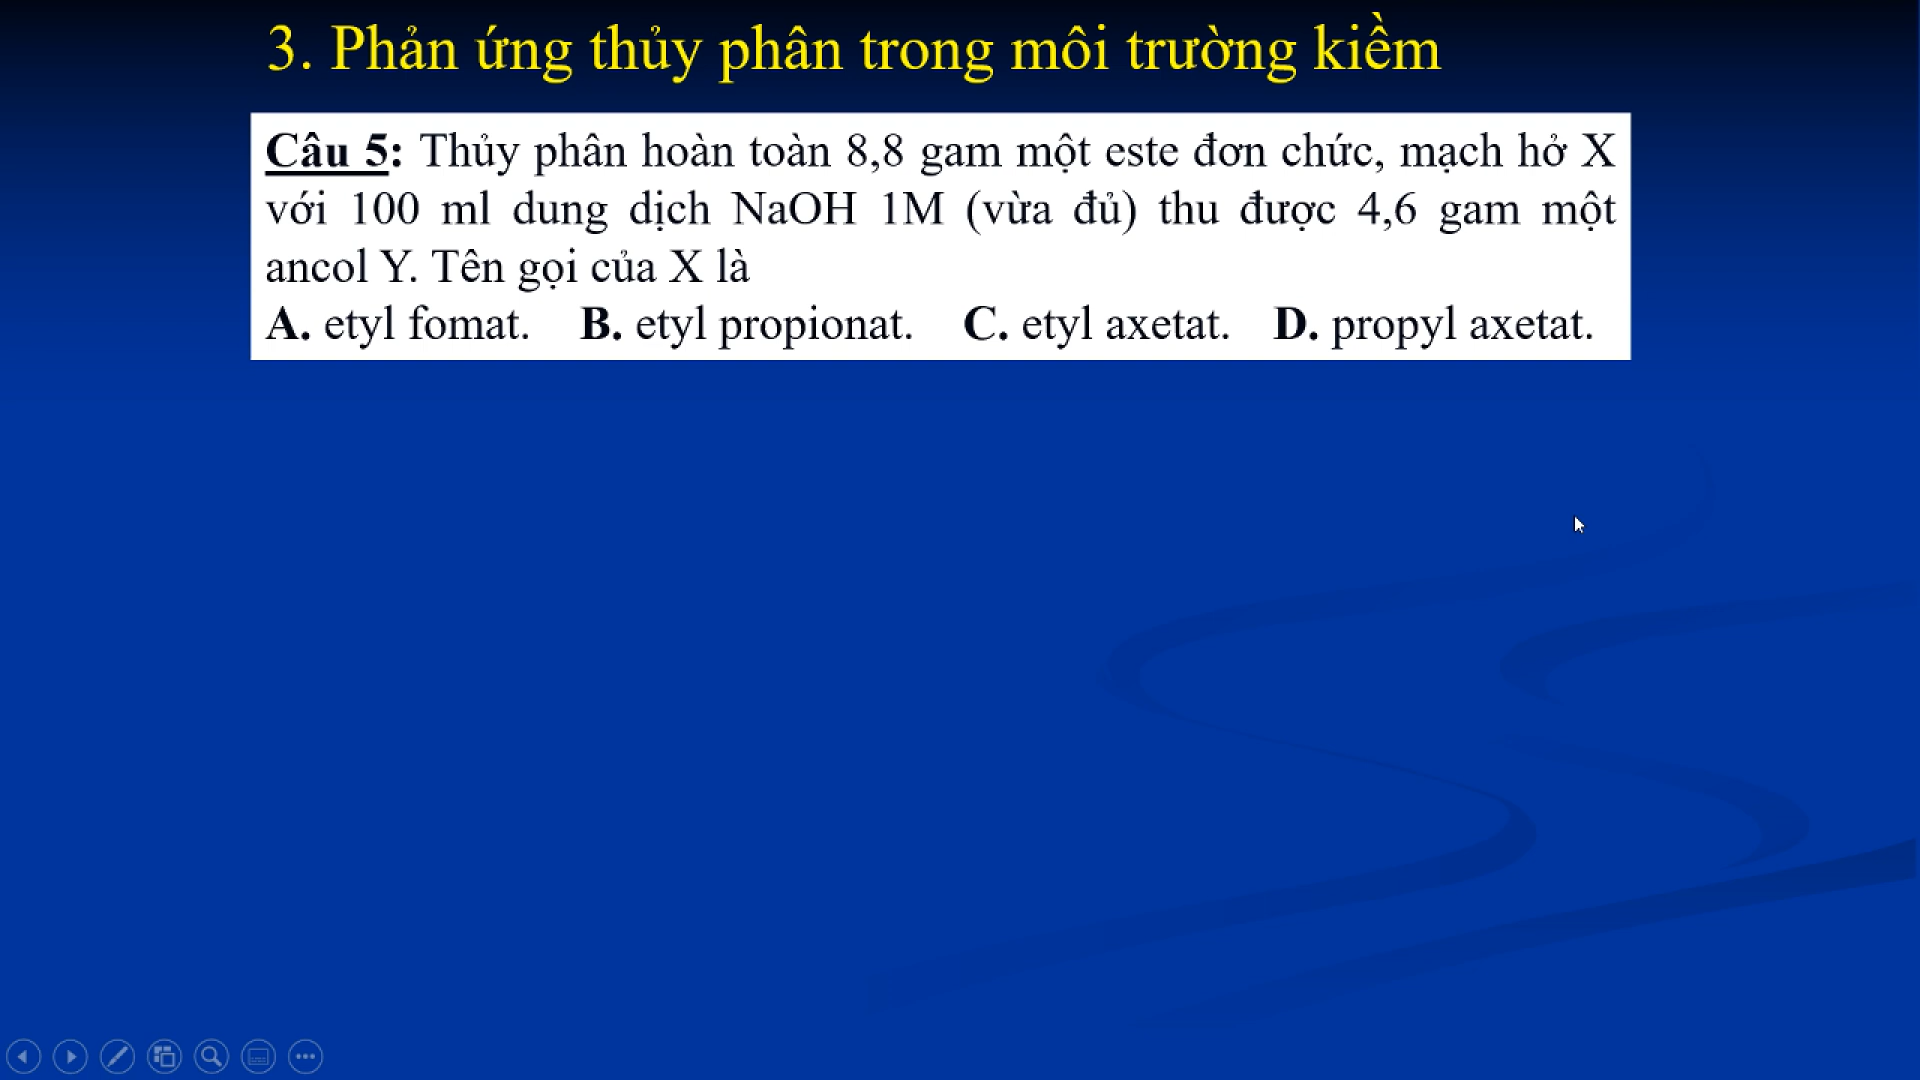 3. Phản ứng thủy phân trong môi trường kiềm
Câu 5: Thủy phân hoàn toàn 8,8 gam một este đơn chức, mạch hở X
với 100 ml dung dịch NaOH 1M (vừa đủ) thu được 4,6 gam một
ancol Y. Tên gọi của X là
A. etyl fomat. B. etyl propionat. C. etyl axetat. D. propyl axetat.